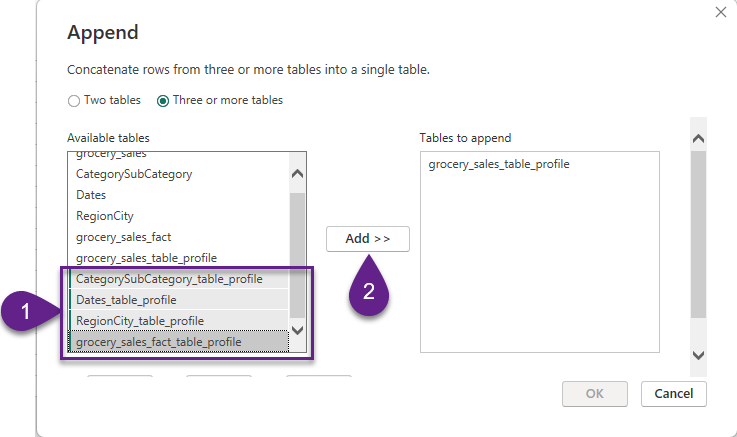 Append
Concatenate rows from three or more tables into a single table.
Two tables Three or more tables
Available tables
grocery_sales
CategorySubCategory
Dates
RegionCity
grocery_sales_fact
grocery_sales_table_profile
CategorySubCategory_table_profile
Dates_table_profile
RegionCity_table_profile
grocery_sales_fact_table_profile
1
Add >>
2
Tables to append
grocery_sales_table_profile
OK
Cancel